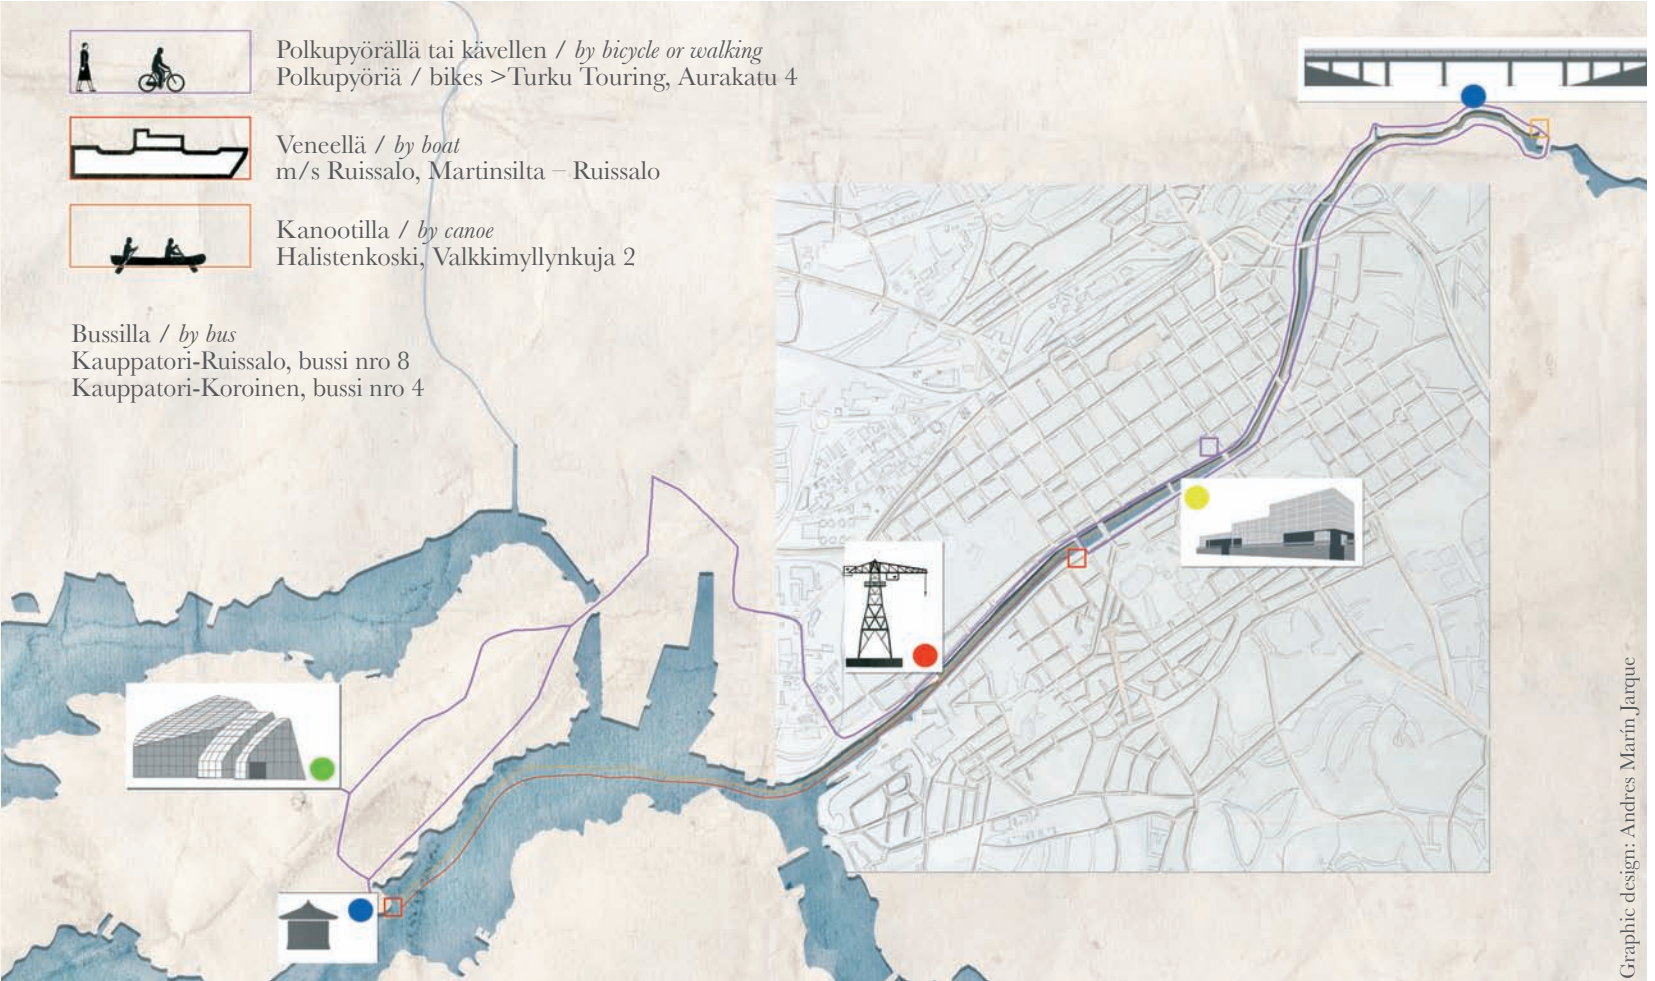 Polkupyörällä tai kävellen / by bicycle or walking
Polkupyöriä / bikes >Turku Touring, Aurakatu 4
Veneellä / by boat
m/s Ruissalo, Martinsilta – Ruissalo
Kanootilla / by canoe
Halistenkoski, Valkkimyllynkuja 2
Bussilla / by bus
Kauppatori-Ruissalo, bussi nro 8
Kauppatori-Koroinen, bussi nro 4
Graphic design: Andres Marín Jarque